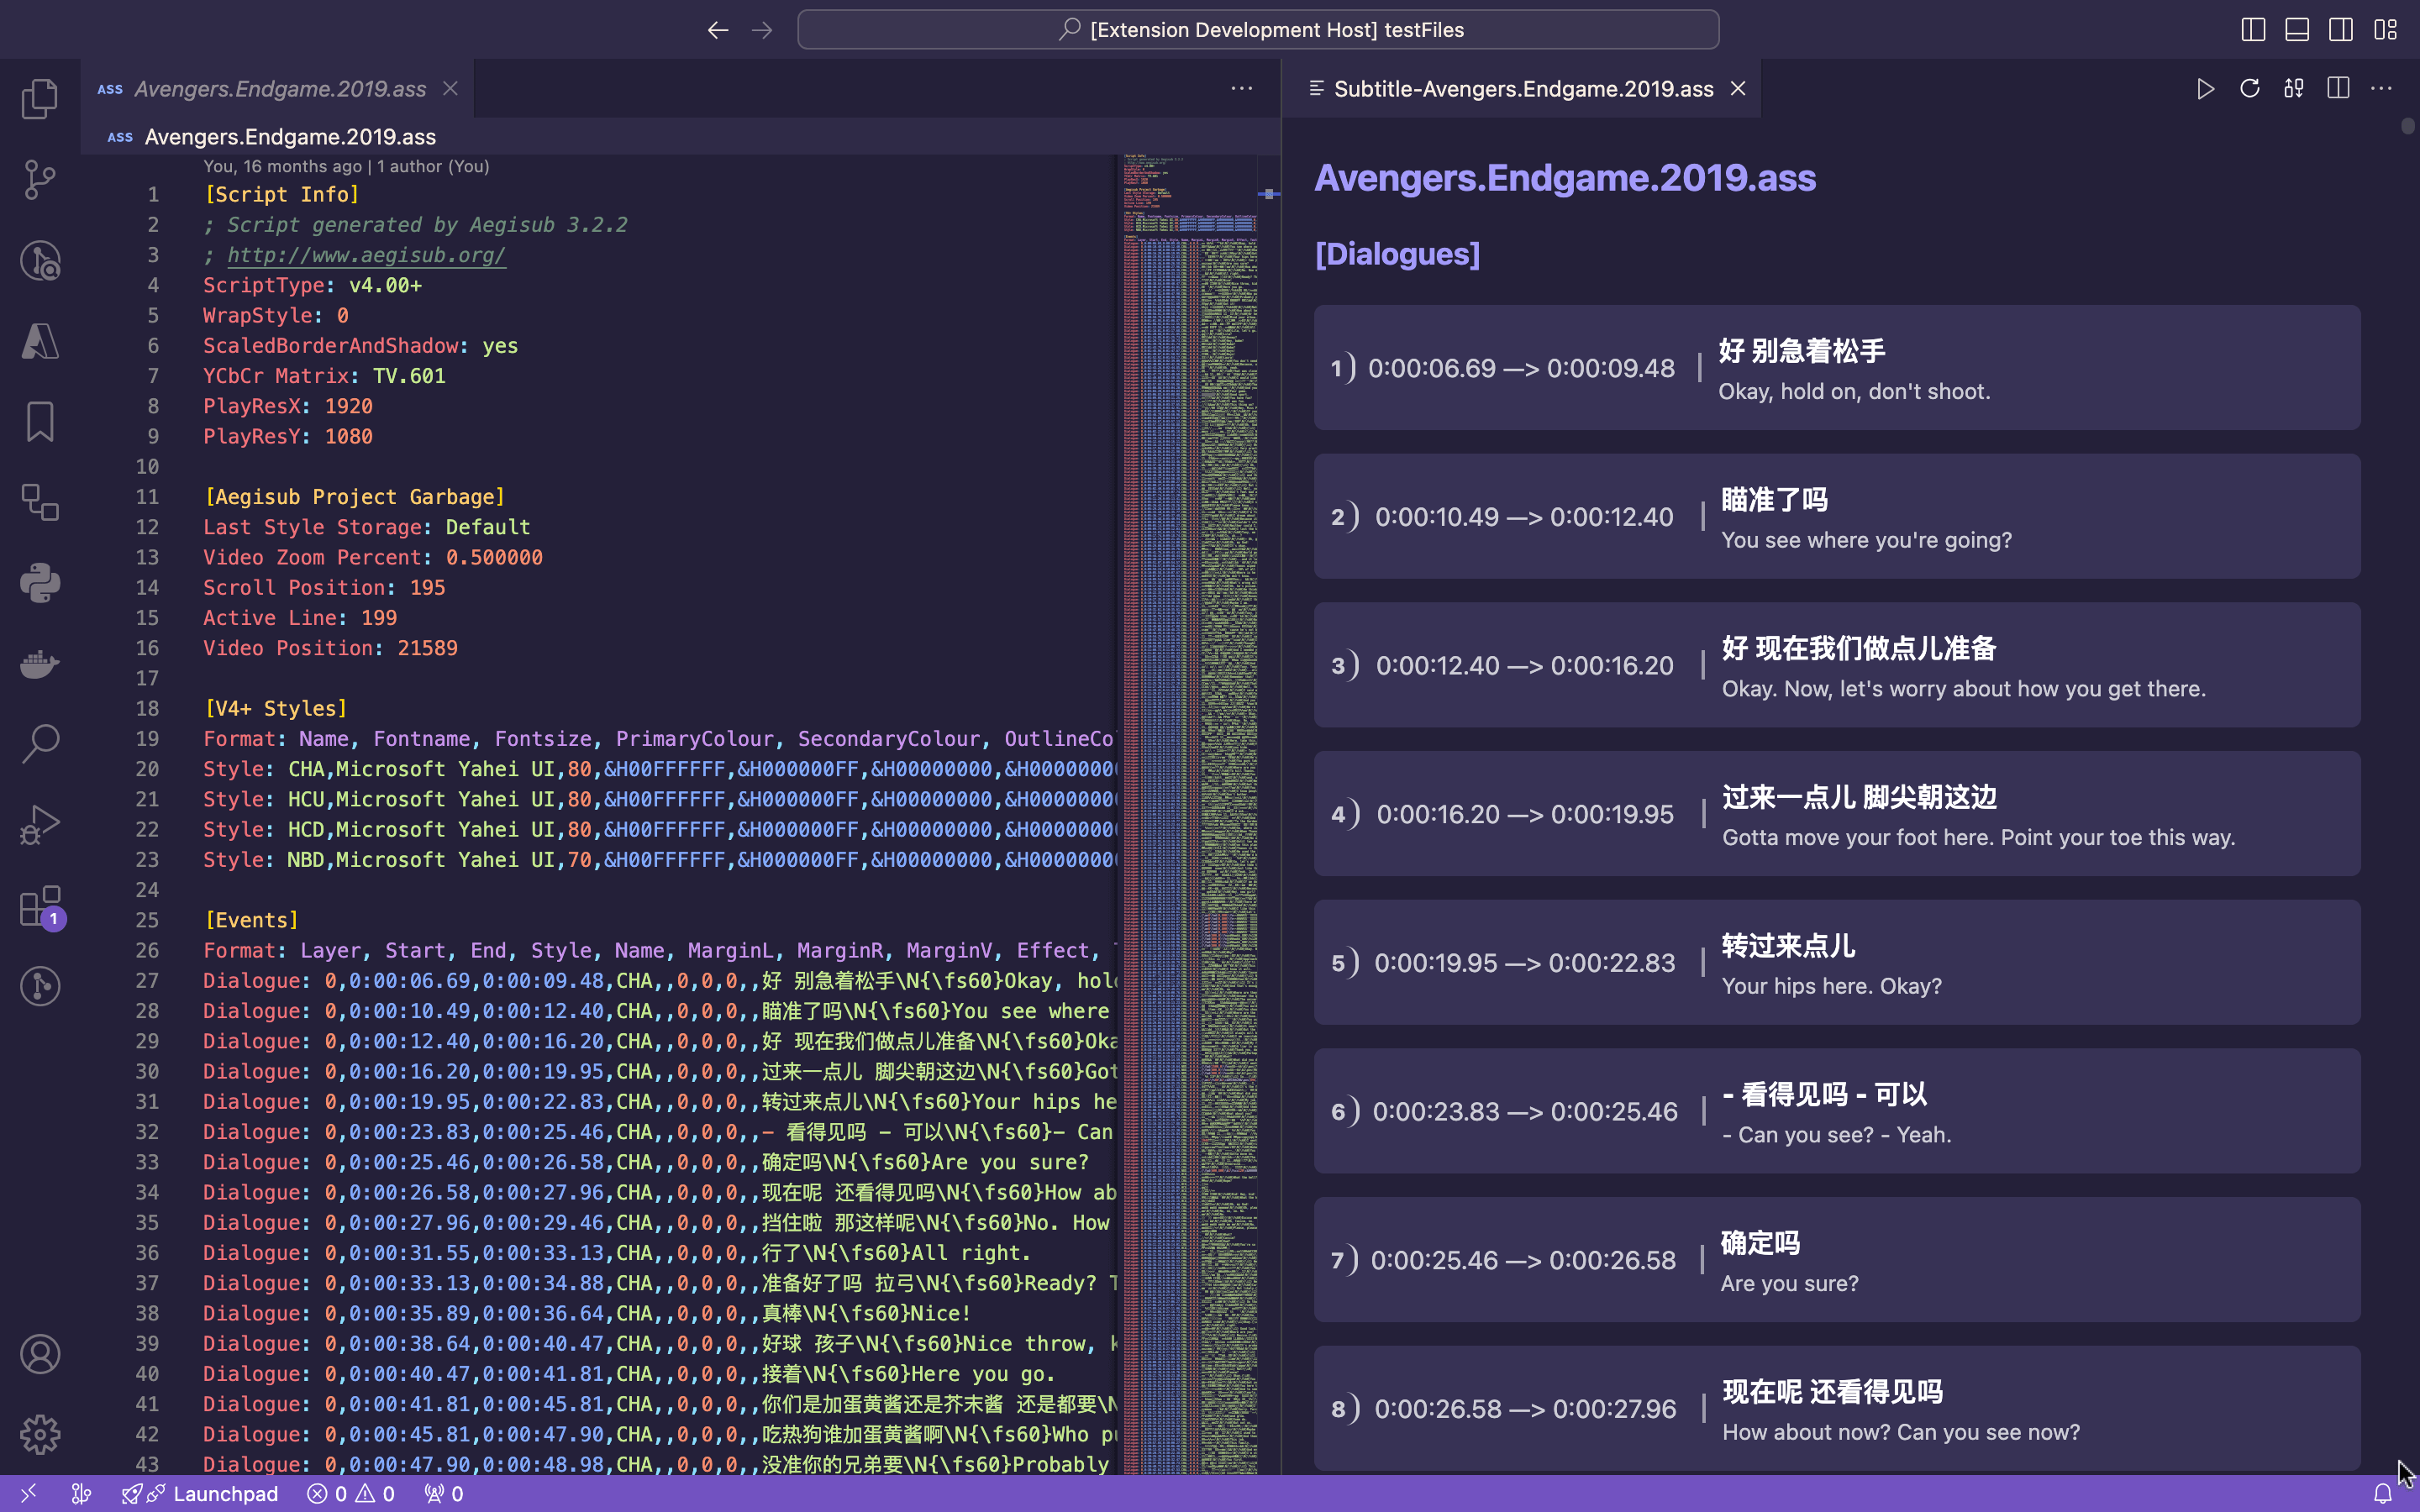 [Extension Development Host] testFiles
ASS Avengers.Endgame.2019.ass
ASS Avengers.Endgame.2019.ass
You, 16 months ago | 1 author (You)
1 [Script Info]
2 ; Script generated by Aegisub 3.2.2
3 ; http://www.aegisub.org/
4 ScriptType: v4.00+
5 WrapStyle: 0
6 ScaledBorderAndShadow: yes
7 YCbCr Matrix: TV.601
8 PlayResX: 1920
9 PlayResY: 1080
10
11 [Aegisub Project Garbage]
12 Last Style Storage: Default
13 Video Zoom Percent: 0.500000
14 Scroll Position: 195
15 Active Line: 199
16 Video Position: 21589
17
18 [V4+ Styles]
19 Format: Name, Fontname, Fontsize, PrimaryColour, SecondaryColour, OutlineCo
20 Style: CHA,Microsoft Yahei UI,80,&H00FFFFFF,&H000000FF,&H00000000,&H0000000
21 Style: HCU,Microsoft Yahei UI,80,&H00FFFFFF,&H000000FF,&H00000000,&H0000000
22 Style: HCD,Microsoft Yahei UI,80,&H00FFFFFF,&H000000FF,&H00000000,&H0000000
23 Style: NBD,Microsoft Yahei UI,70,&H00FFFFFF,&H000000FF,&H00000000,&H0000000
24
25 [Events]
26 Format: Layer, Start, End, Style, Name, MarginL, MarginR, MarginV, Effect,
27 Dialogue: 0,0:00:06.69,0:00:09.48,CHA,,0,0,0,,好 别急着松手\N{\fs60}Okay, hol
28 Dialogue: 0,0:00:10.49,0:00:12.40,CHA,,0,0,0,,瞄准了吗\N{\fs60}You see where
29 Dialogue: 0,0:00:12.40,0:00:16.20,CHA,,0,0,0,,好 现在我们做点儿准备\N{\fs60}Oka
30 Dialogue: 0,0:00:16.20,0:00:19.95,CHA,,0,0,0,,过来一点儿 脚尖朝这边\N{\fs60}Got
31 Dialogue: 0,0:00:19.95,0:00:22.83,CHA,,0,0,0,,转过来点儿\N{\fs60}Your hips he
32 Dialogue: 0,0:00:23.83,0:00:25.46,CHA,,0,0,0,,- 看得见吗 - 可以\N{\fs60}- Can
33 Dialogue: 0,0:00:25.46,0:00:26.58,CHA,,0,0,0,,确定吗\N{\fs60}Are you sure?
34 Dialogue: 0,0:00:26.58,0:00:27.96,CHA,,0,0,0,,现在呢 还看得见吗\N{\fs60}How ab
35 Dialogue: 0,0:00:27.96,0:00:29.46,CHA,,0,0,0,,挡住啦 那这样呢\N{\fs60}No. How
36 Dialogue: 0,0:00:31.55,0:00:33.13,CHA,,0,0,0,,行了\N{\fs60}All right.
37 Dialogue: 0,0:00:33.13,0:00:34.88,CHA,,0,0,0,,准备好了吗 拉弓\N{\fs60}Ready? T
38 Dialogue: 0,0:00:35.89,0:00:36.64,CHA,,0,0,0,,真棒\N{\fs60}Nice!
39 Dialogue: 0,0:00:38.64,0:00:40.47,CHA,,0,0,0,,好球 孩子\N{\fs60}Nice throw, k
40 Dialogue: 0,0:00:40.47,0:00:41.81,CHA,,0,0,0,,接着\N{\fs60}Here you go.
41 Dialogue: 0,0:00:41.81,0:00:45.81,CHA,,0,0,0,,你们是加蛋黄酱还是芥末酱 还是都要\N
42 Dialogue: 0,0:00:45.81,0:00:47.90,CHA,,0,0,0,,吃热狗谁加蛋黄酱啊\N{\fs60}Who p
43 Dialogue: 0,0:00:47.90,0:00:48.98,CHA,,0,0,0,,没准你的兄弟要\N{\fs60}Probably
Subtitle-Avengers.Endgame.2019.ass
Avengers.Endgame.2019.ass
[Dialogues]
1) 0:00:06.69 —> 0:00:09.48 | 好 别急着松手
Okay, hold on, don't shoot.
2) 0:00:10.49 —> 0:00:12.40 | 瞄准了吗
You see where you're going?
3) 0:00:12.40 —> 0:00:16.20 | 好 现在我们做点儿准备
Okay. Now, let's worry about how you get there.
4) 0:00:16.20 —> 0:00:19.95 | 过来一点儿 脚尖朝这边
Gotta move your foot here. Point your toe this way.
5) 0:00:19.95 —> 0:00:22.83 | 转过来点儿
Your hips here. Okay?
6) 0:00:23.83 —> 0:00:25.46 | - 看得见吗 - 可以
- Can you see? - Yeah.
7) 0:00:25.46 —> 0:00:26.58 | 确定吗
Are you sure?
8) 0:00:26.58 —> 0:00:27.96 | 现在呢 还看得见吗
How about now? Can you see now?
1
Launchpad 0 0 0